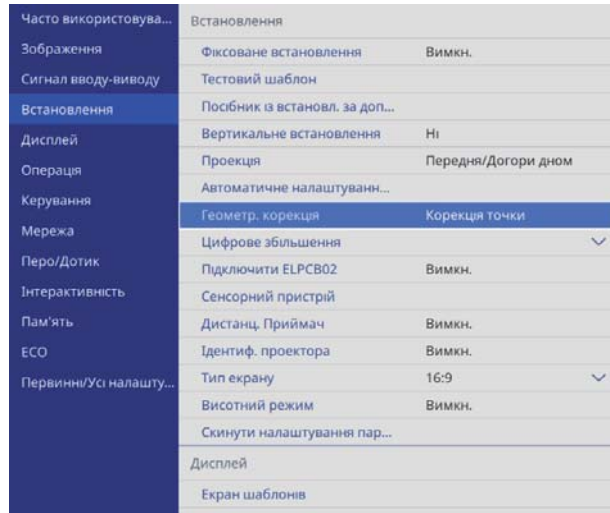 Часто використовува...
Зображення
Сигнал вводу-виводу
Встановлення
Дисплей
Операція
Керування
Мережа
Перо/Дотик
Інтерактивність
Пам'ять
ECO
Первинні/Усі налашту...
Встановлення
Фіксоване встановлення Вимкн.
Тестовий шаблон
Посібник із встановл. за доп...
Вертикальне встановлення Ні
Проекція Передня/Догори дном
Автоматичне налаштуванн...
Геометр. корекція Корекція точки
Цифрове збільшення
Підключити ELPCB02 Вимкн.
Сенсорний пристрій
Дистанц. Приймач Вимкн.
Ідентиф. проектора Вимкн.
Тип екрану 16:9
Висотний режим Вимкн.
Скинути налаштування пар...
Дисплей
Екран шаблонів